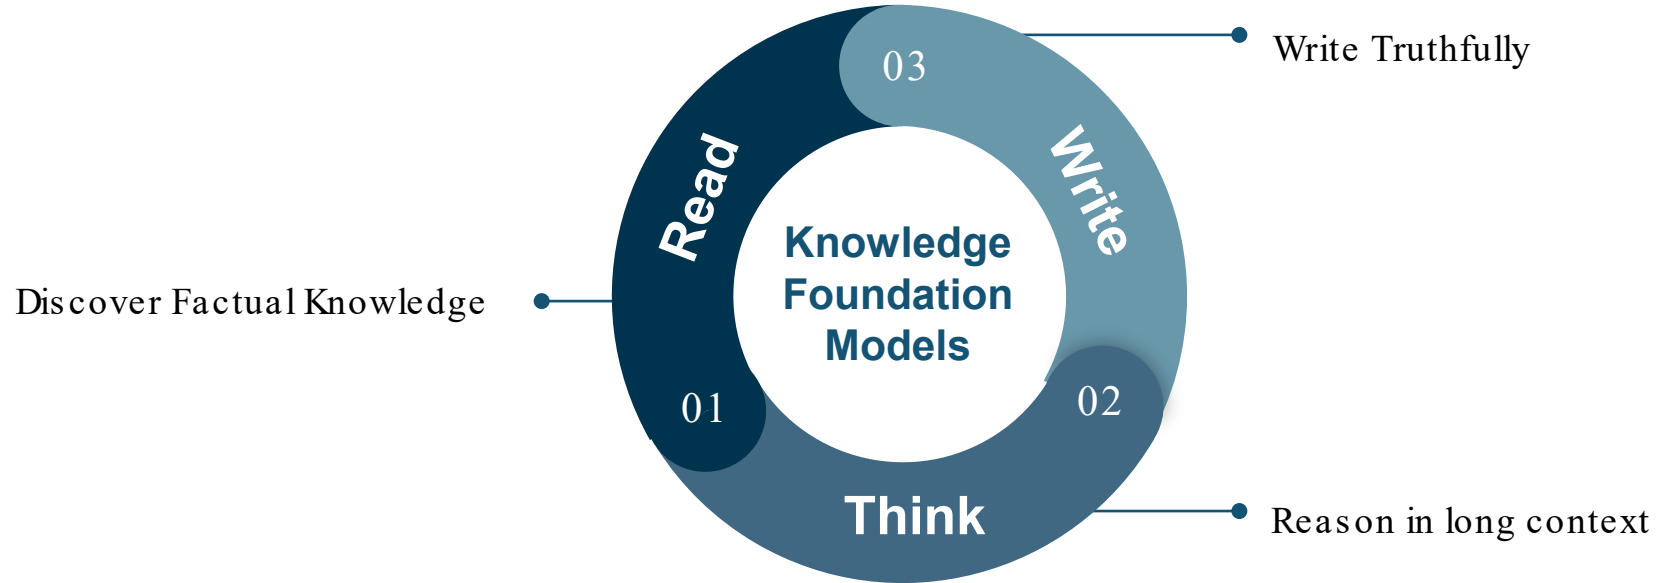 03
Write Truthfully
Read
Write
Knowledge
Foundation
Models
Discover Factual Knowledge
01
02
Think
Reason in long context